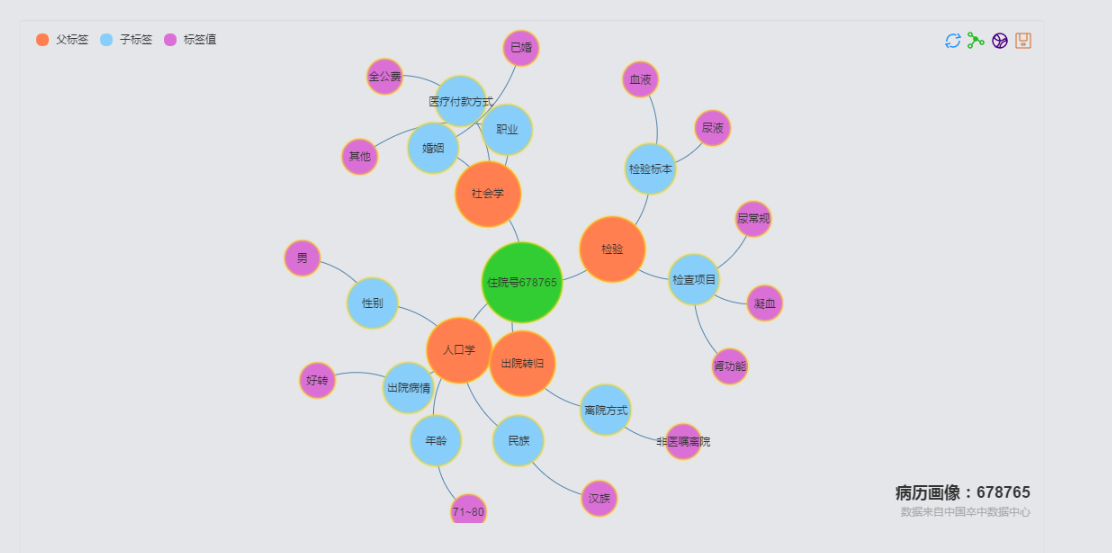 父标签 子标签 标签值
已婚
全公费
血液
医疗付款方式
职业
尿液
婚姻
其他
检验标本
社会学
尿常规
检验
男
住院号678765
检查项目
性别
凝血
人口学
出院转归
肾功能
好转
出院病情
离院方式
年龄
民族
非医嘱离院
汉族
病历画像：678765
71~80
数据来自中国卒中数据中心